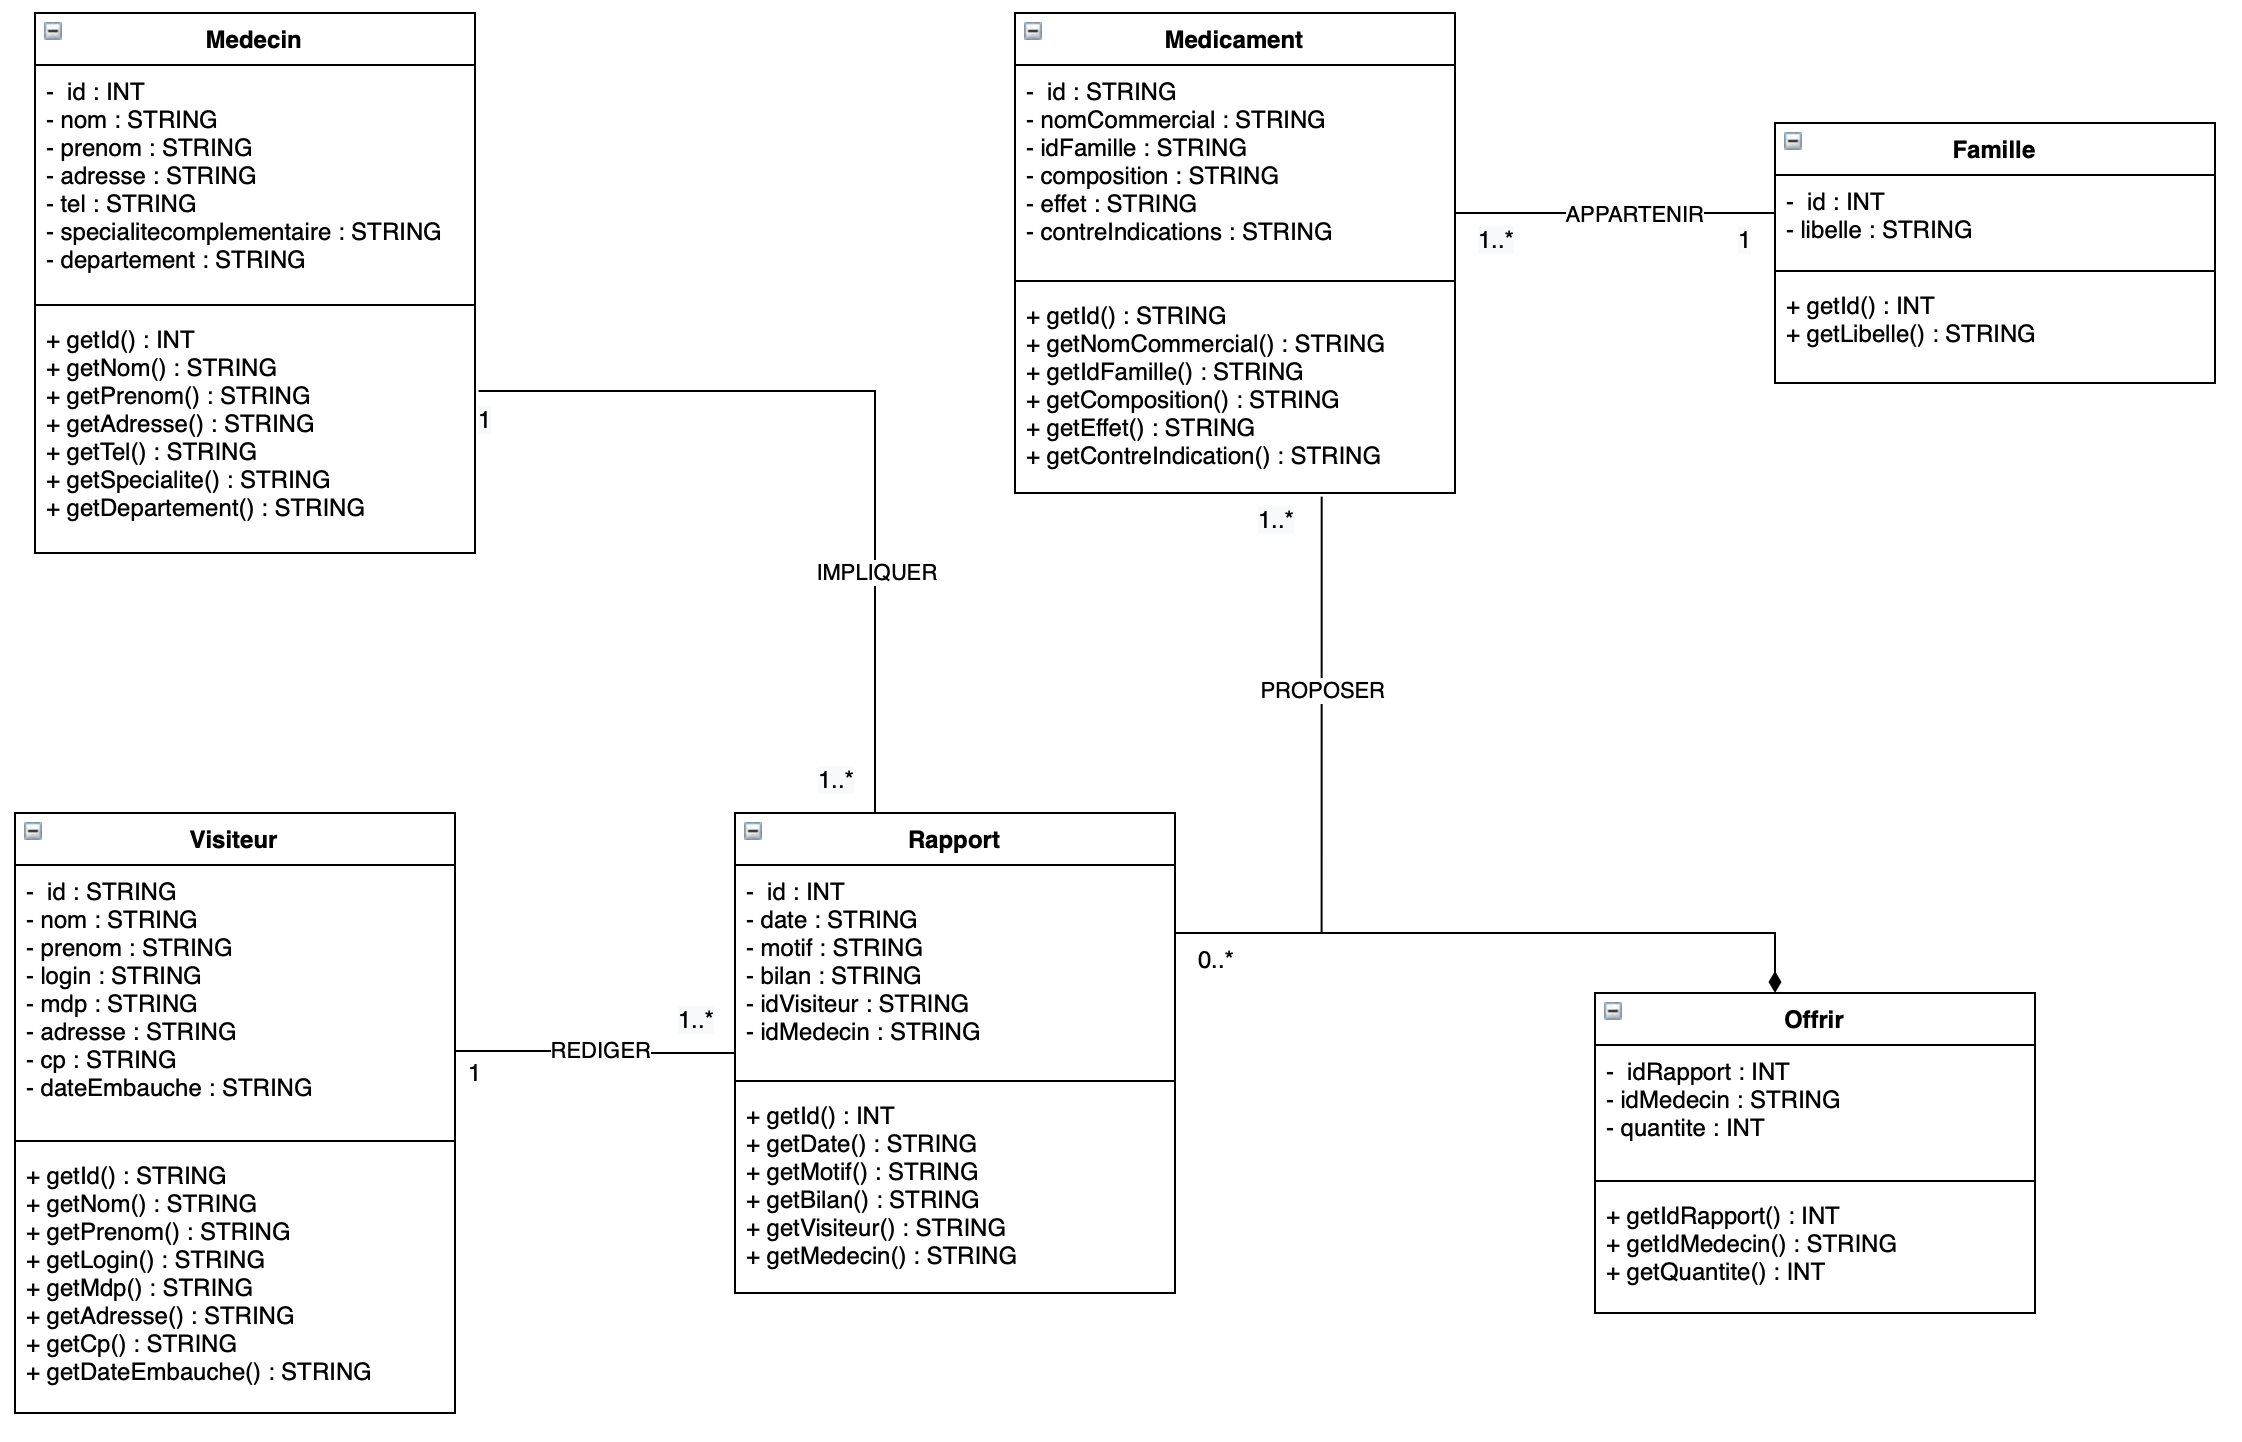 Medecin
- id : INT
- nom : STRING
- prenom : STRING
- adresse : STRING
- tel : STRING
- specialitecomplementaire : STRING
- departement : STRING
+ getId() : INT
+ getNom() : STRING
+ getPrenom() : STRING
+ getAdresse() : STRING
+ getTel() : STRING
+ getSpecialite() : STRING
+ getDepartement() : STRING
Medicament
- id : STRING
- nomCommercial : STRING
- idFamille : STRING
- composition : STRING
- effet : STRING
- contreIndications : STRING
+ getId() : STRING
+ getNomCommercial() : STRING
+ getIdFamille() : STRING
+ getComposition() : STRING
+ getEffet() : STRING
+ getContreIndication() : STRING
APPARTENIR
1..*
1
Famille
- id : INT
- libelle : STRING
+ getId() : INT
+ getLibelle() : STRING
1
IMPLIQUER
1..*
1..*
PROPOSER
0..*
Visiteur
- id : STRING
- nom : STRING
- prenom : STRING
- login : STRING
- mdp : STRING
- adresse : STRING
- cp : STRING
- dateEmbauche : STRING
+ getId() : STRING
+ getNom() : STRING
+ getPrenom() : STRING
+ getLogin() : STRING
+ getMdp() : STRING
+ getAdresse() : STRING
+ getCp() : STRING
+ getDateEmbauche() : STRING
1..*
REDIGER
1
Rapport
- id : INT
- date : STRING
- motif : STRING
- bilan : STRING
- idVisiteur : STRING
- idMedecin : STRING
+ getId() : INT
+ getDate() : STRING
+ getMotif() : STRING
+ getBilan() : STRING
+ getVisiteur() : STRING
+ getMedecin() : STRING
Offrir
- idRapport : INT
- idMedecin : STRING
- quantite : INT
+ getIdRapport() : INT
+ getIdMedecin() : STRING
+ getQuantite() : INT